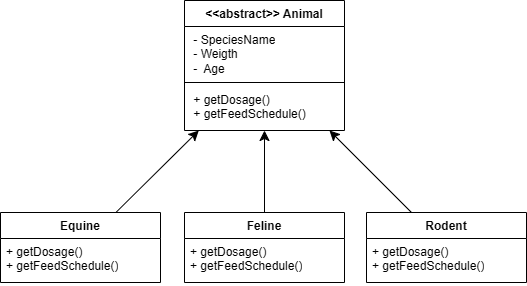 <<abstract>> Animal
- SpeciesName
- Weigth
- Age
+ getDosage()
+ getFeedSchedule()
Equine
+ getDosage()
+ getFeedSchedule()
Feline
+ getDosage()
+ getFeedSchedule()
Rodent
+ getDosage()
+ getFeedSchedule()